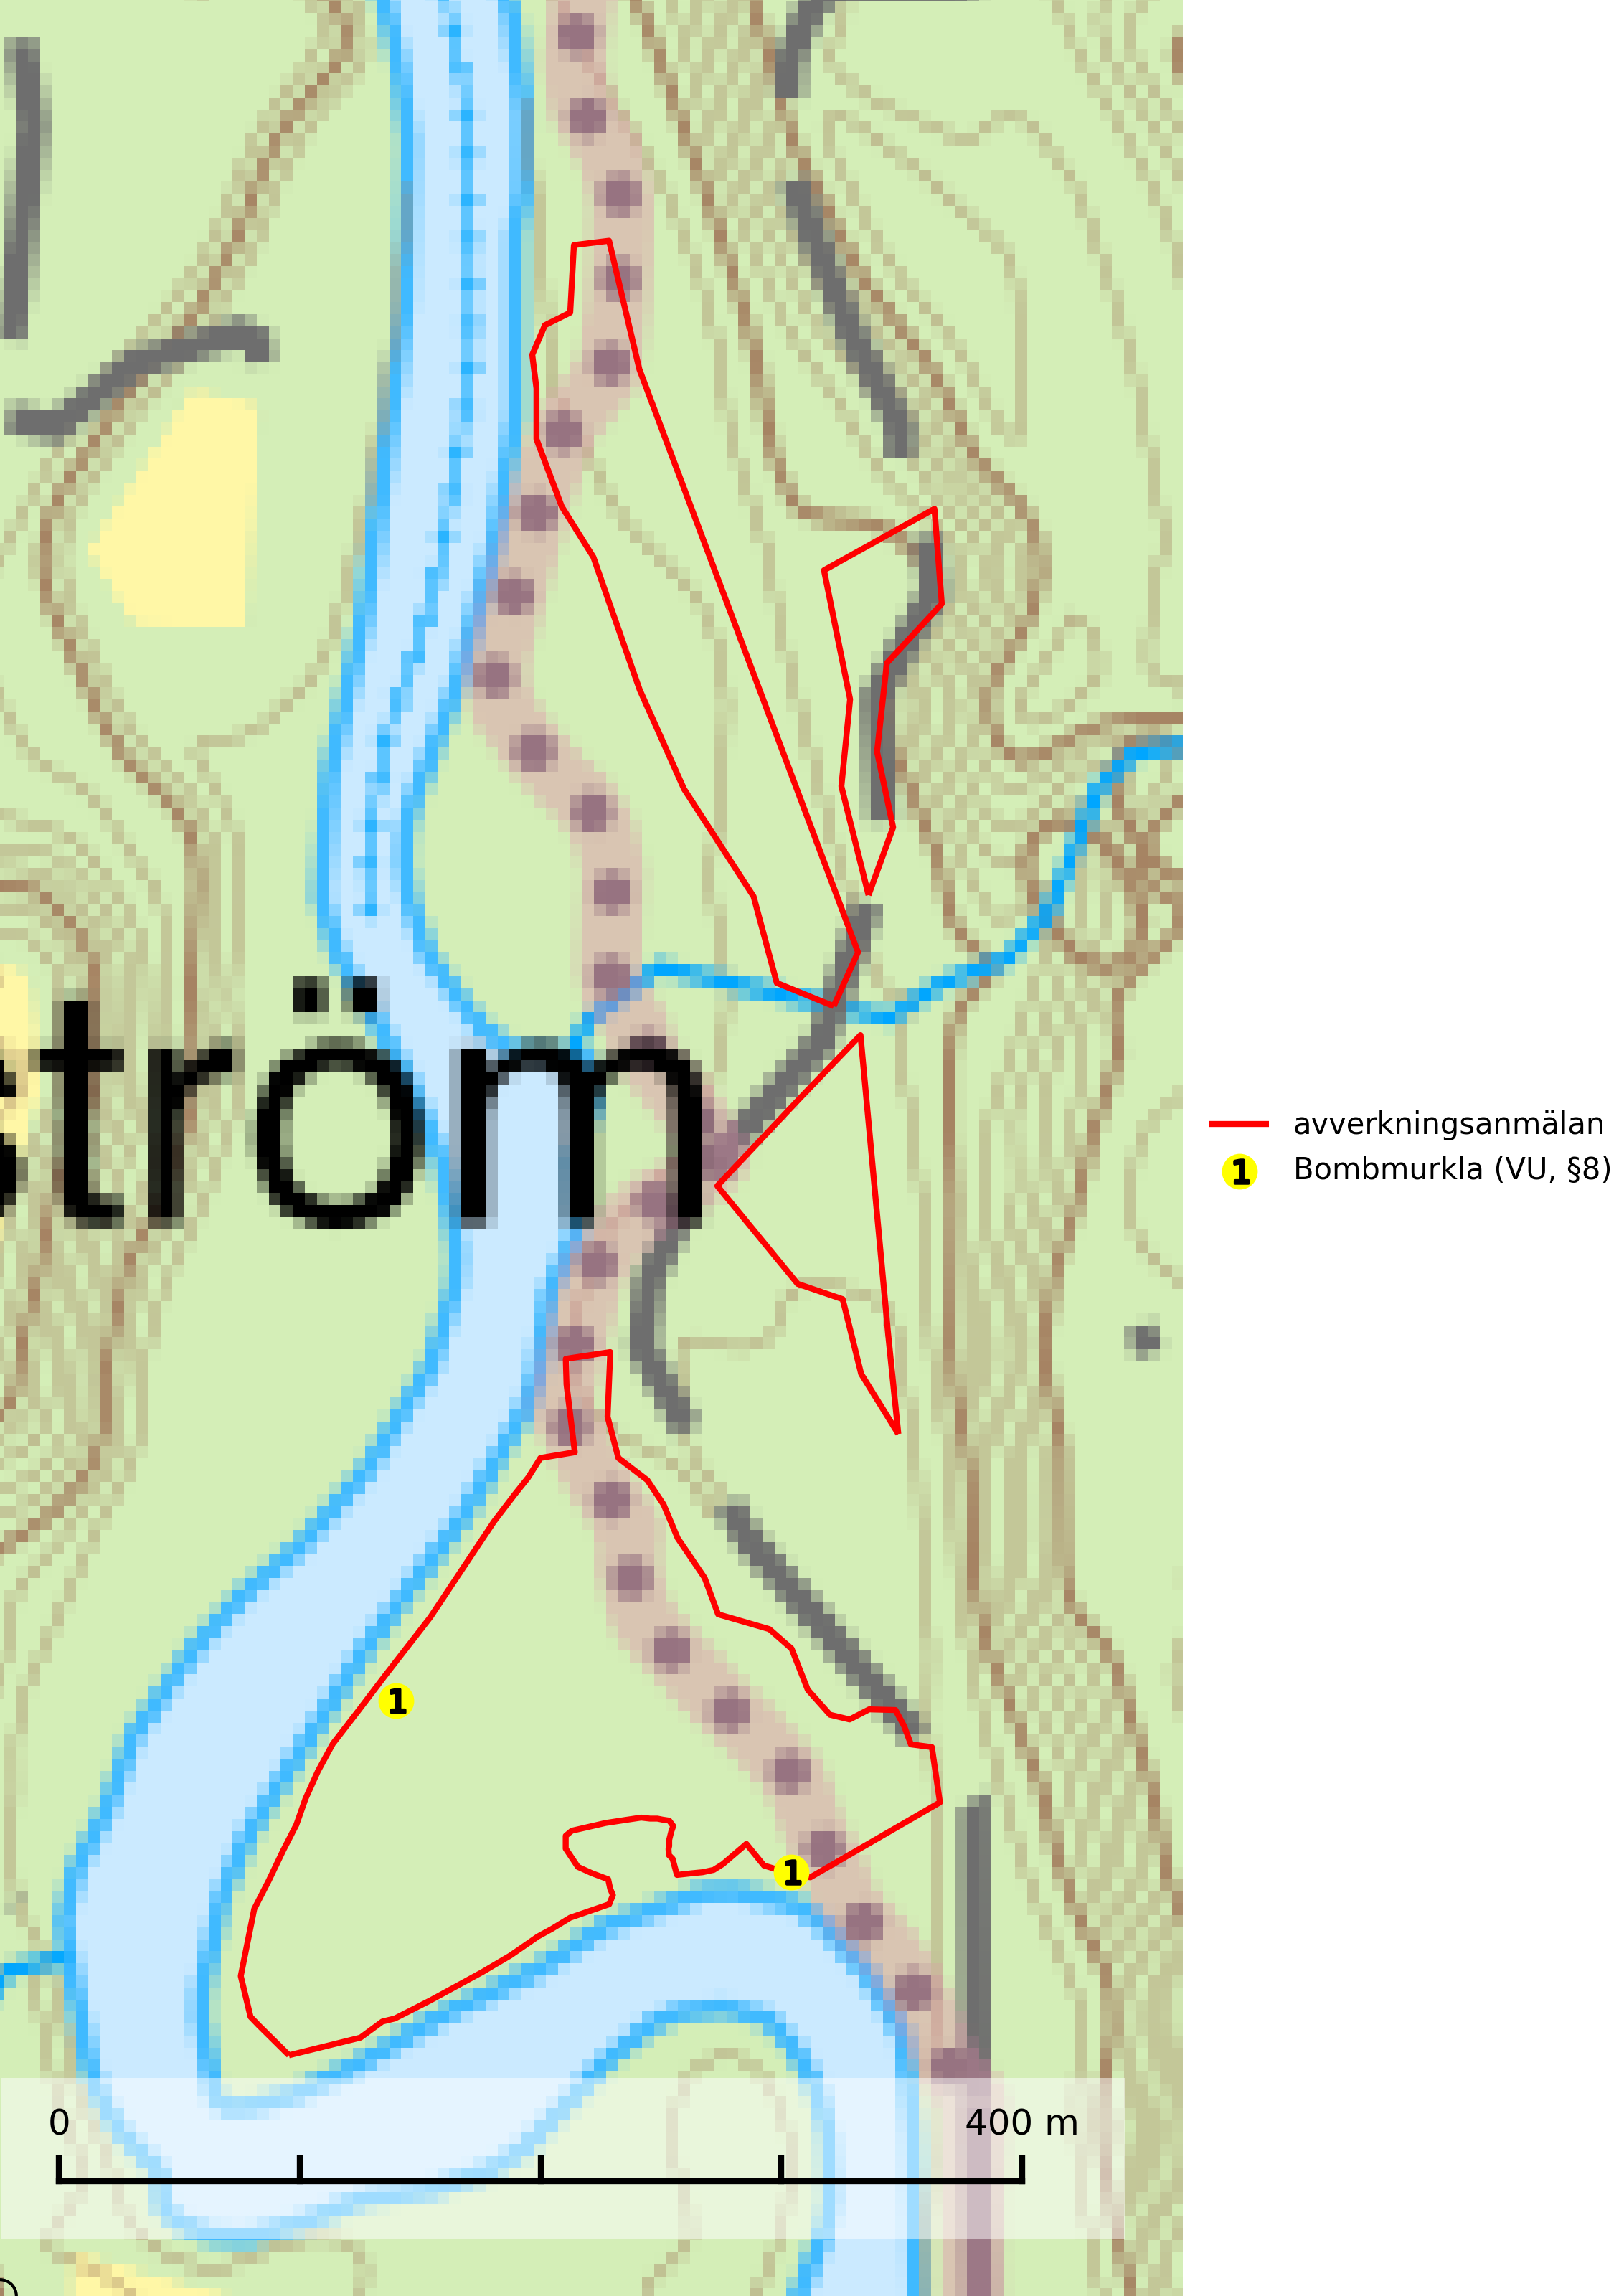 tröm
avverkningsanmälan
1 Bombmurkla (VU, §8)
1
1
0 400 m